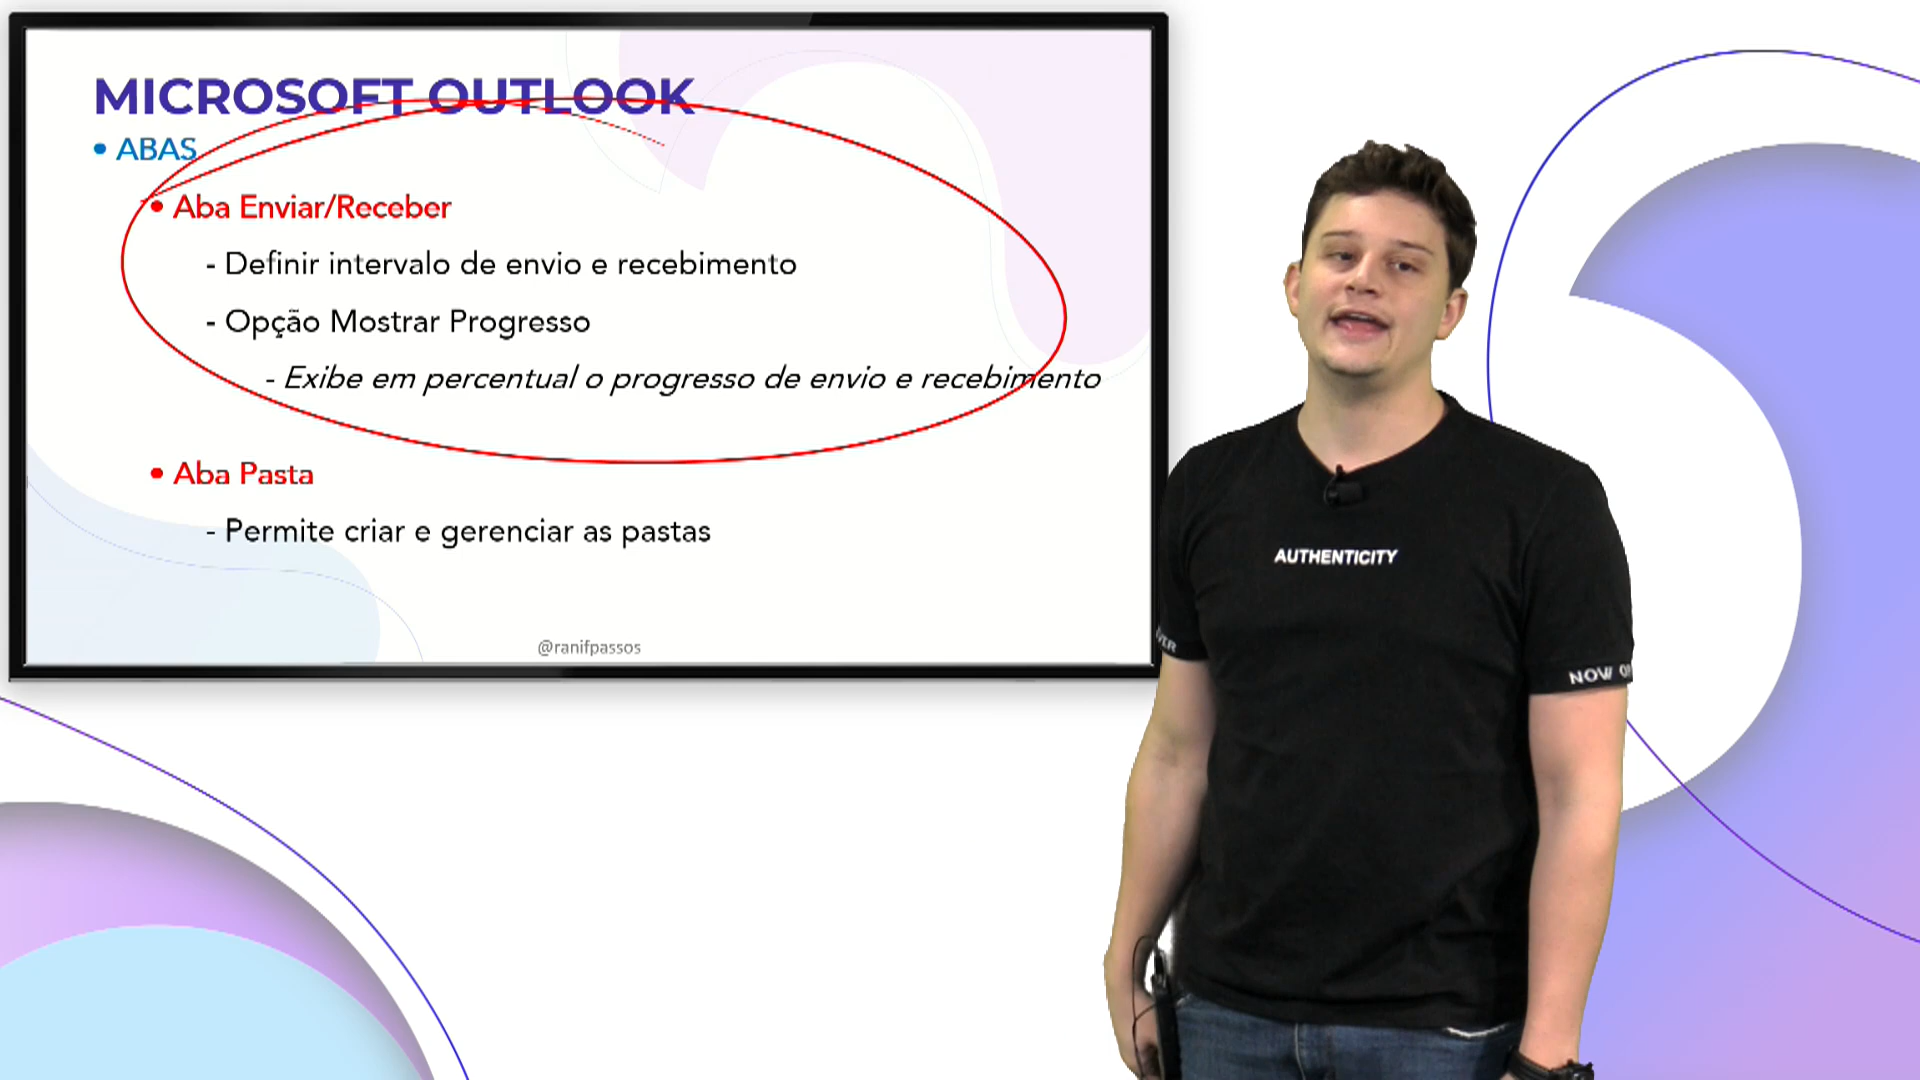 MICROSOFT OUTLOOK
• ABAS
• Aba Enviar/Receber
- Definir intervalo de envio e recebimento
- Opção Mostrar Progresso
- Exibe em percentual o progresso de envio e recebimento
• Aba Pasta
- Permite criar e gerenciar as pastas
@ranifpassos
AUTHENTICITY
NOW